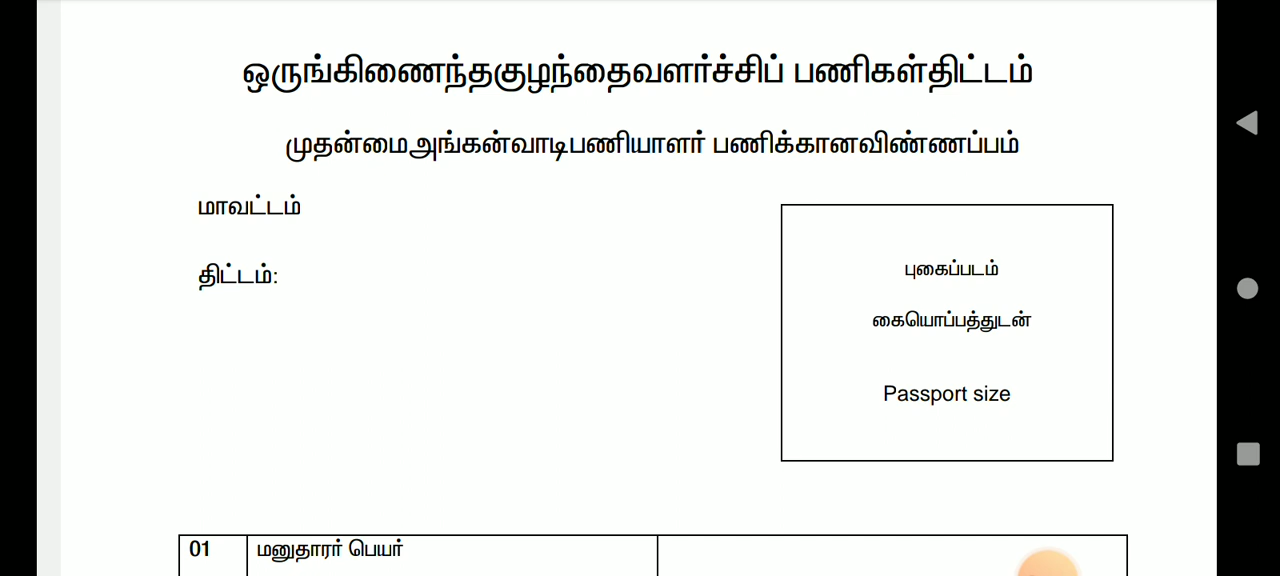 ஒருங்கிணைந்தகுழந்தைவளர்ச்சிப் பணிகள்திட்டம்
முதன்மைஅங்கன்வாடிபணியாளர் பணிக்கானவிண்ணப்பம்
மாவட்டம்
திட்டம்:
புகைப்படம்
கையொப்பத்துடன்
Passport size
01 மனுதாரர் பெயர்